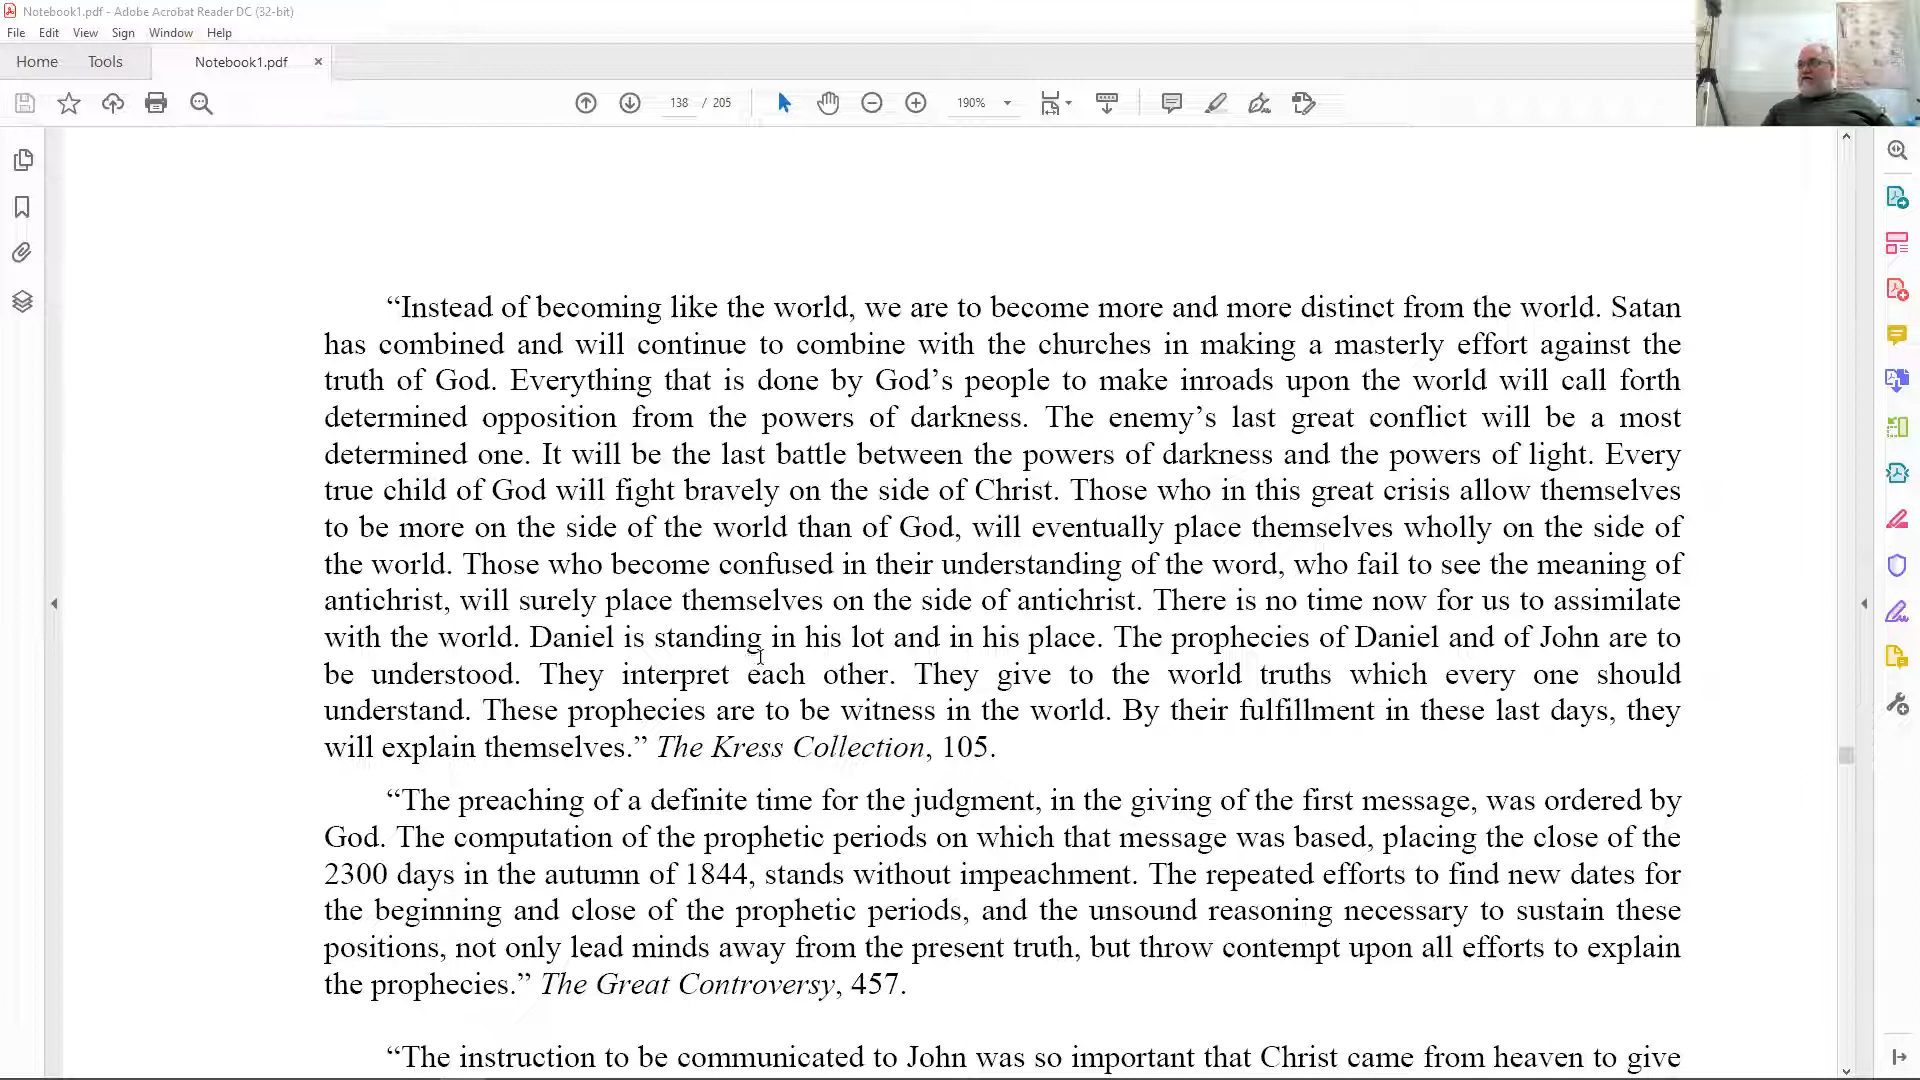 Notebook1.pdf - Adobe Acrobat Reader DC (32-bit)
File Edit View Sign Window Help
Home Tools Notebook1.pdf ×
138 / 205 190%
“Instead of becoming like the world, we are to become more and more distinct from the world. Satan
has combined and will continue to combine with the churches in making a masterly effort against the
truth of God. Everything that is done by God’s people to make inroads upon the world will call forth
determined opposition from the powers of darkness. The enemy’s last great conflict will be a most
determined one. It will be the last battle between the powers of darkness and the powers of light. Every
true child of God will fight bravely on the side of Christ. Those who in this great crisis allow themselves
to be more on the side of the world than of God, will eventually place themselves wholly on the side of
the world. Those who become confused in their understanding of the word, who fail to see the meaning of
antichrist, will surely place themselves on the side of antichrist. There is no time now for us to assimilate
with the world. Daniel is standing in his lot and in his place. The prophecies of Daniel and of John are to
be understood. They interpret each other. They give to the world truths which every one should
understand. These prophecies are to be witness in the world. By their fulfillment in these last days, they
will explain themselves.” The Kress Collection, 105.
“The preaching of a definite time for the judgment, in the giving of the first message, was ordered by
God. The computation of the prophetic periods on which that message was based, placing the close of the
2300 days in the autumn of 1844, stands without impeachment. The repeated efforts to find new dates for
the beginning and close of the prophetic periods, and the unsound reasoning necessary to sustain these
positions, not only lead minds away from the present truth, but throw contempt upon all efforts to explain
the prophecies.” The Great Controversy, 457.
“The instruction to be communicated to John was so important that Christ came from heaven to give